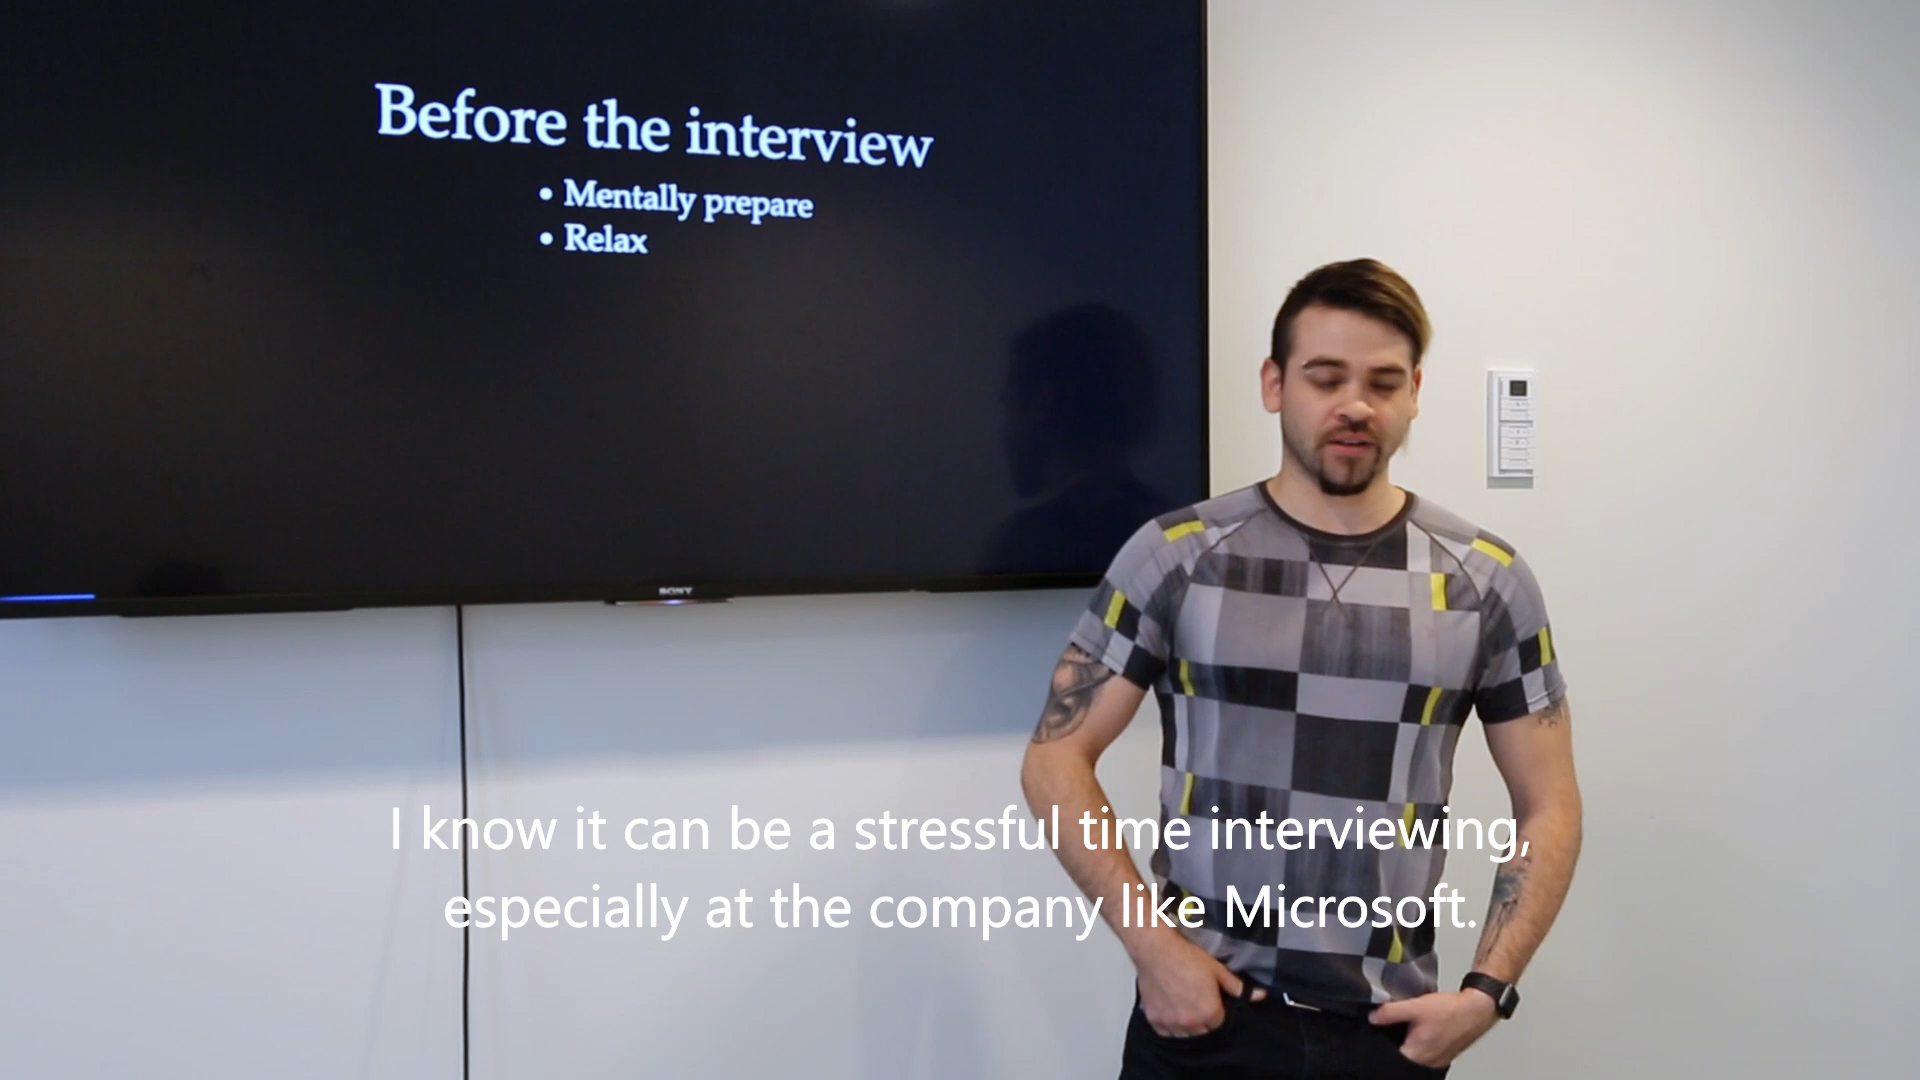 Before the interview
• Mentally prepare
• Relax
SONY
I know it can be a stressful time interviewing,
especially at the company like Microsoft.